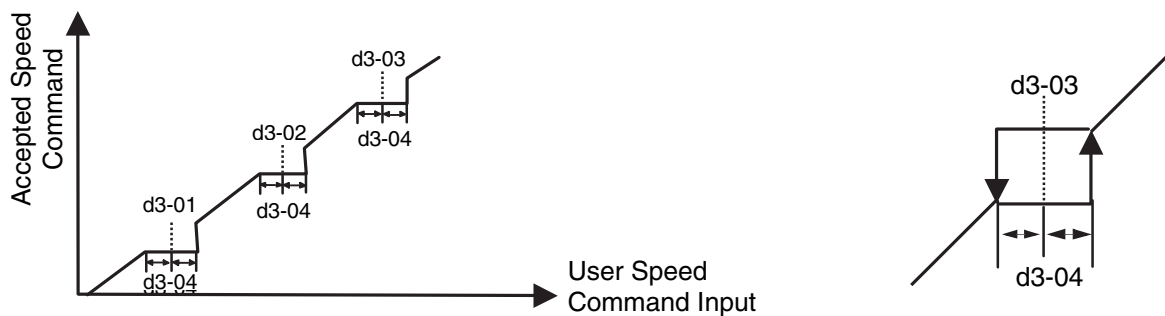 Accepted Speed
Command
d3-03
d3-04
d3-02
d3-04
d3-01
d3-04
User Speed
Command Input
d3-03
d3-04